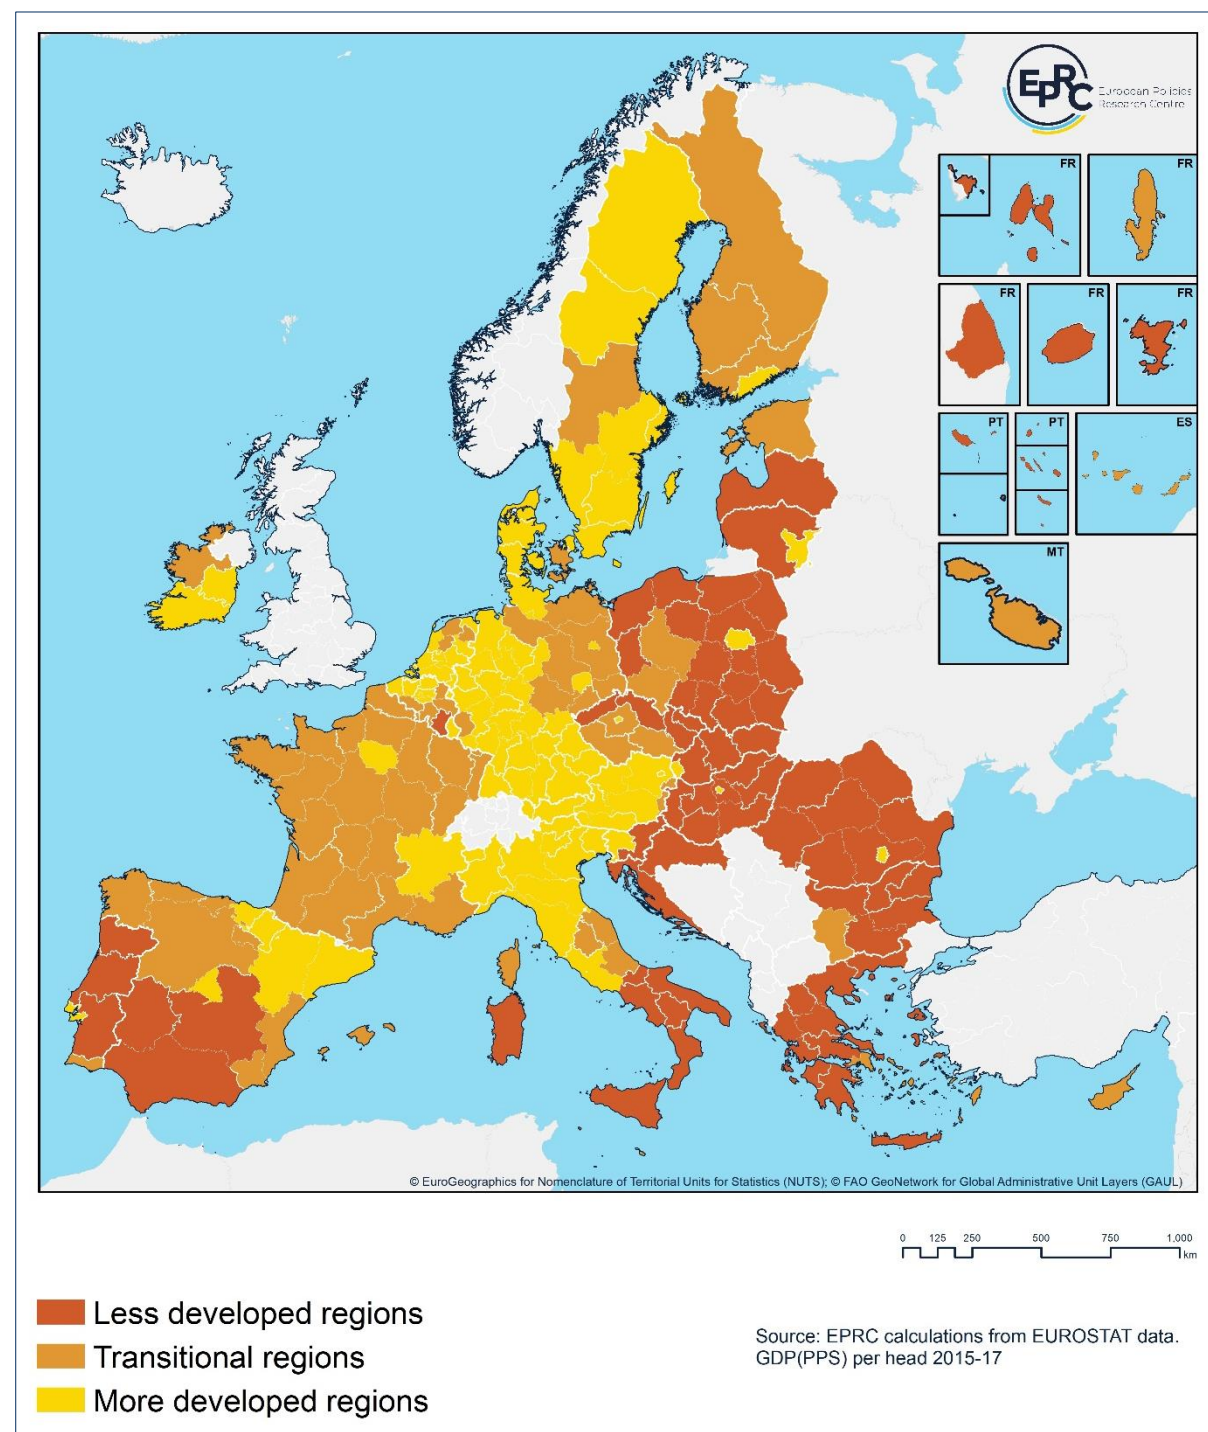 EPRC
European Policies
Research Centre
FR
FR
FR
FR
FR
PT
PT
ES
MT
© EuroGeographics for Nomenclature of Territorial Units for Statistics (NUTS); © FAO GeoNetwork for Global Administrative Unit Layers (GAUL)
0 125 250 500 750 1,000
km
Less developed regions
Transitional regions
More developed regions
Source: EPRC calculations from EUROSTAT data.
GDP(PPS) per head 2015-17